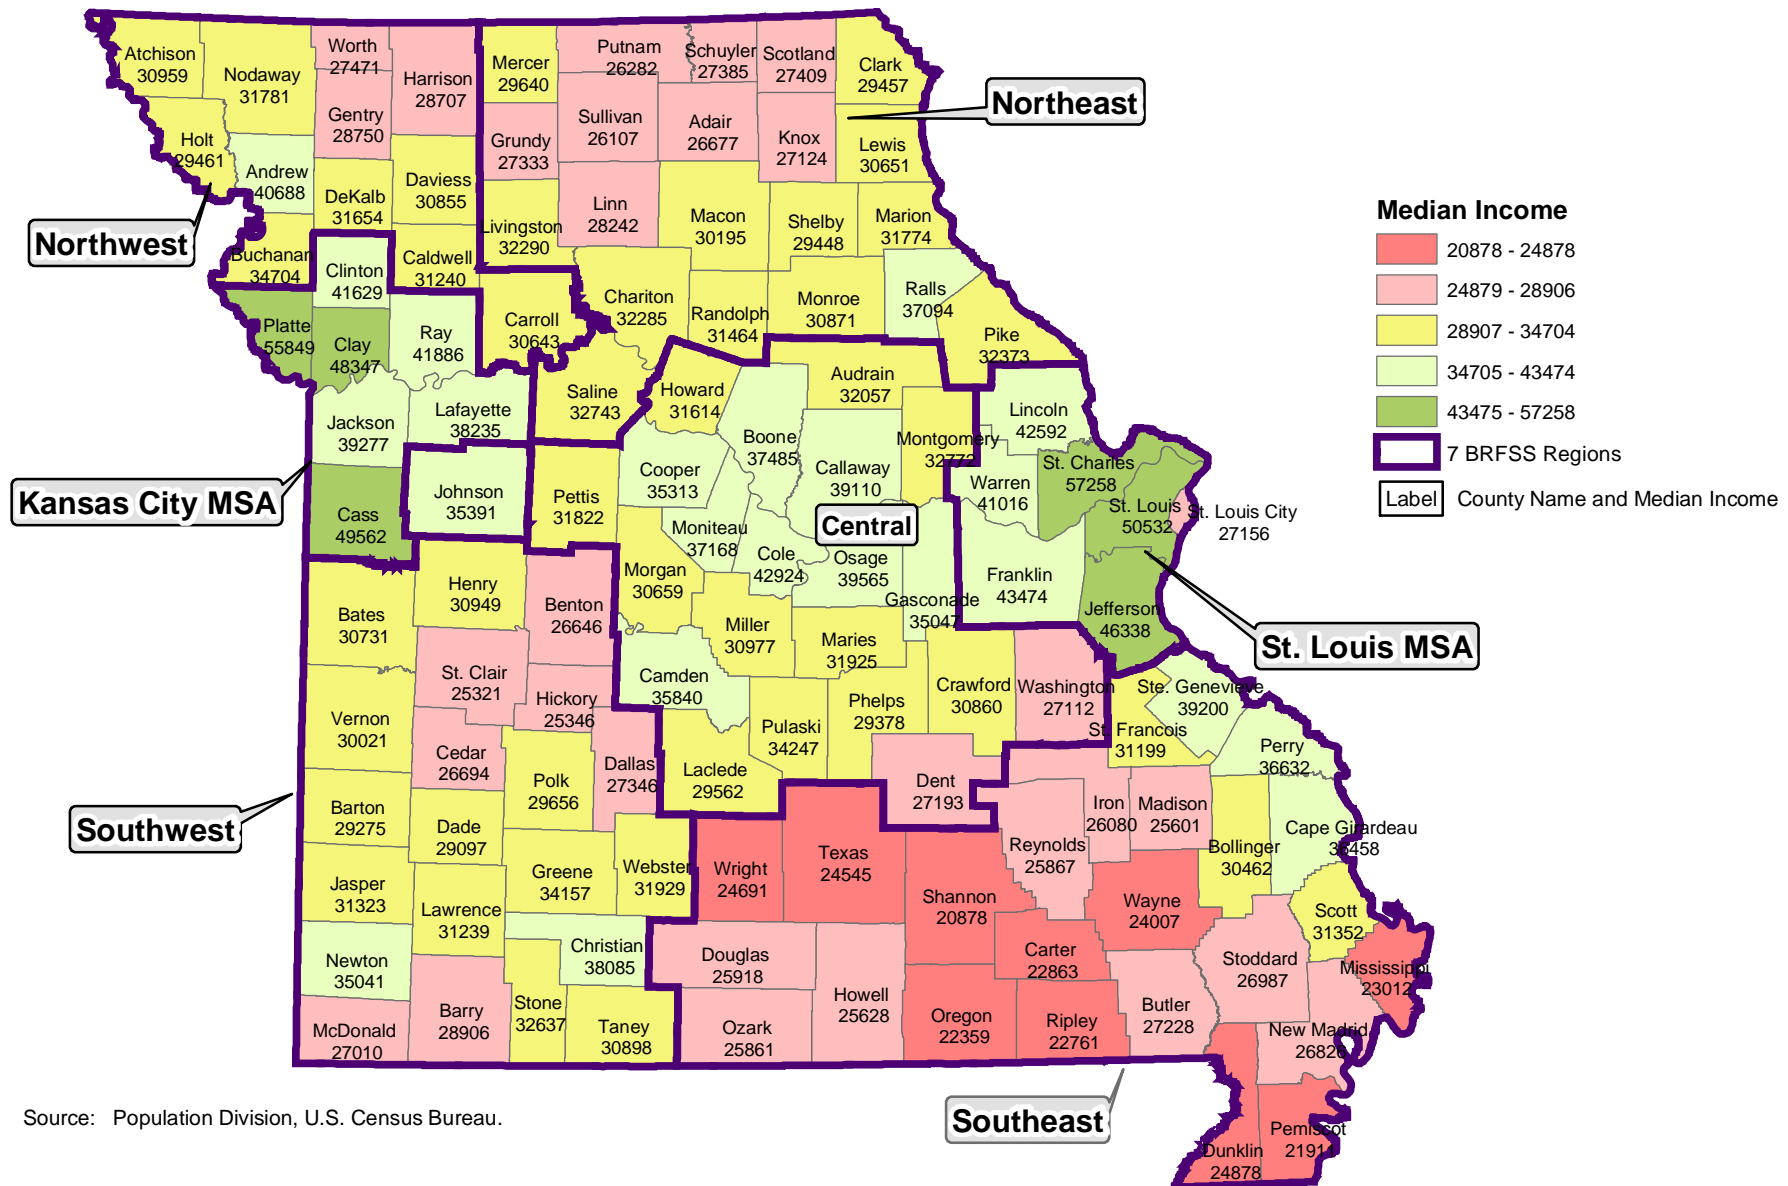 Atchison
30959
Nodaway
31781
Worth
27471
Harrison
28707
Mercer
29640
Putnam
26282
Schuyler
27385
Scotland
27409
Clark
29457
Northeast
Gentry
28750
Sullivan
26107
Adair
26677
Knox
27124
Lewis
30651
Holt
29461
Andrew
40688
DeKalb
31654
Daviess
30855
Grundy
27333
Linn
28242
Macon
30195
Shelby
29448
Marion
31774
Livingston
32290
Northwest
Buchanan
34704
Clinton
41629
Caldwell
31240
Chariton
32285
Randolph
31464
Monroe
30871
Ralls
37094
Pike
32373
Platte
55849
Clay
48347
Ray
41886
Carroll
30643
Saline
32743
Howard
31614
Audrain
32057
Jackson
39277
Lafayette
38235
Boone
37485
Callaway
39110
Montgomery
32772
Lincoln
42592
St. Charles
57258
Warren
41016
St. Louis
50532
St. Louis City
27156
Kansas City MSA
Cass
49562
Johnson
35391
Pettis
31822
Cooper
35313
Moniteau
37168
Central
Cole
42924
Osage
39565
Gasconade
35047
Franklin
43474
Jefferson
46338
St. Louis MSA
Bates
30731
Henry
30949
Benton
26646
Morgan
30659
Miller
30977
Maries
31925
St. Clair
25321
Hickory
25346
Camden
35840
Pulaski
34247
Phelps
29378
Crawford
30860
Washington
27112
Ste. Genevieve
39200
St. Francois
31199
Perry
36632
Vernon
30021
Cedar
26694
Polk
29656
Dallas
27346
Laclede
29562
Dent
27193
Reynolds
25867
Iron
26080
Madison
25601
Bollinger
30462
Cape Girardeau
36458
Southwest
Barton
29275
Dade
29097
Greene
34157
Webster
31929
Wright
24691
Texas
24545
Shannon
20878
Wayne
24007
Scott
31352
Jasper
31323
Lawrence
31239
Christian
38085
Douglas
25918
Howell
25628
Carter
22863
Stoddard
26987
Mississippi
23012
Newton
35041
Barry
28906
Stone
32637
Taney
30898
Ozark
25861
Oregon
22359
Ripley
22761
Butler
27228
New Madrid
26826
McDonald
27010
Southeast
Dunklin
24878
Pemiscot
21911
Median Income
20878 - 24878
24879 - 28906
28907 - 34704
34705 - 43474
43475 - 57258
7 BRFSS Regions
Label County Name and Median Income
Source: Population Division, U.S. Census Bureau.